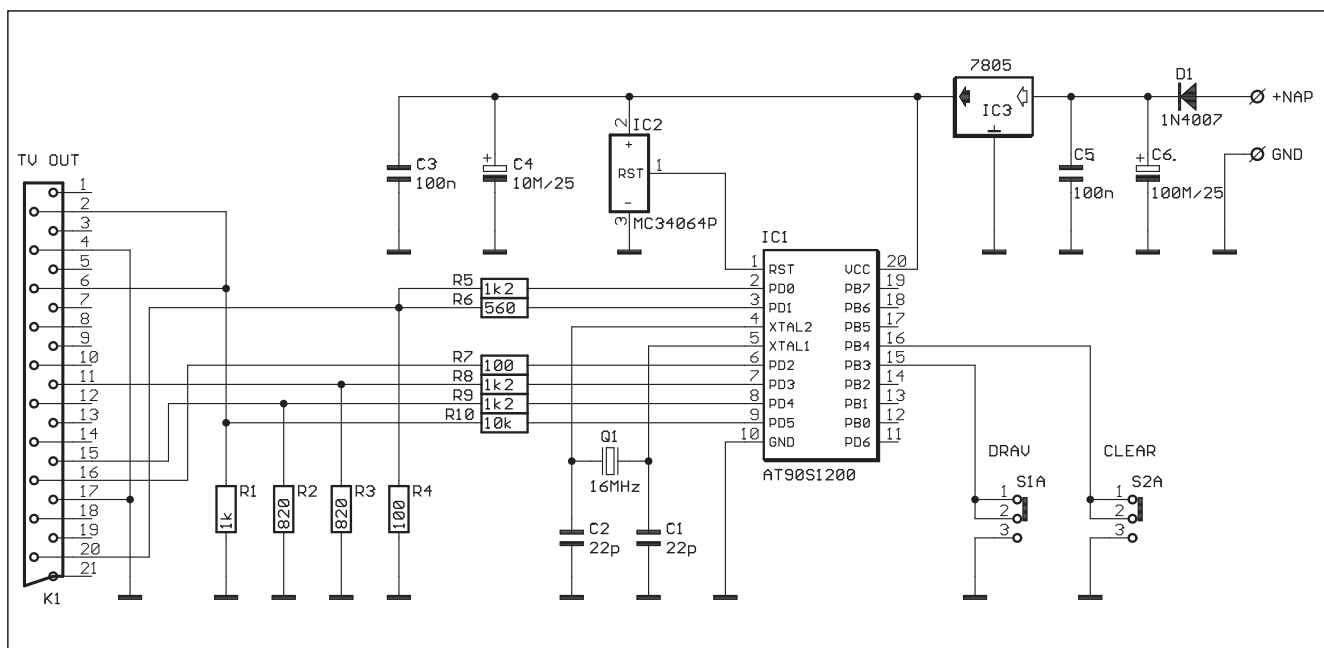 7805
IC3
D1
1N4007
+NAP
GND
C5
100n
C6
+
100M/25
C3
100n
+
C4
10M/25
2
IC2
+
RST
1
-
3
MC34064P
TV OUT
1
2
3
4
5
6
7
8
9
10
11
12
13
14
15
16
17
18
19
20
21
K1
R5
1k2
R6
560
R7
100
R8
1k2
R9
1k2
R10
10k
R1
1k
R2
820
R3
820
R4
100
Q1
16MHz
C2
22p
C1
22p
IC1
1 RST VCC 20
2 PD0 PB7 19
3 PD1 PB6 18
4 XTAL2 PB5 17
5 XTAL1 PB4 16
6 PD2 PB3 15
7 PD3 PB2 14
8 PD4 PB1 13
9 PD5 PB0 12
10 GND PD6 11
AT90S1200
DRAV
S1A
1
2
3
CLEAR
S2A
1
2
3